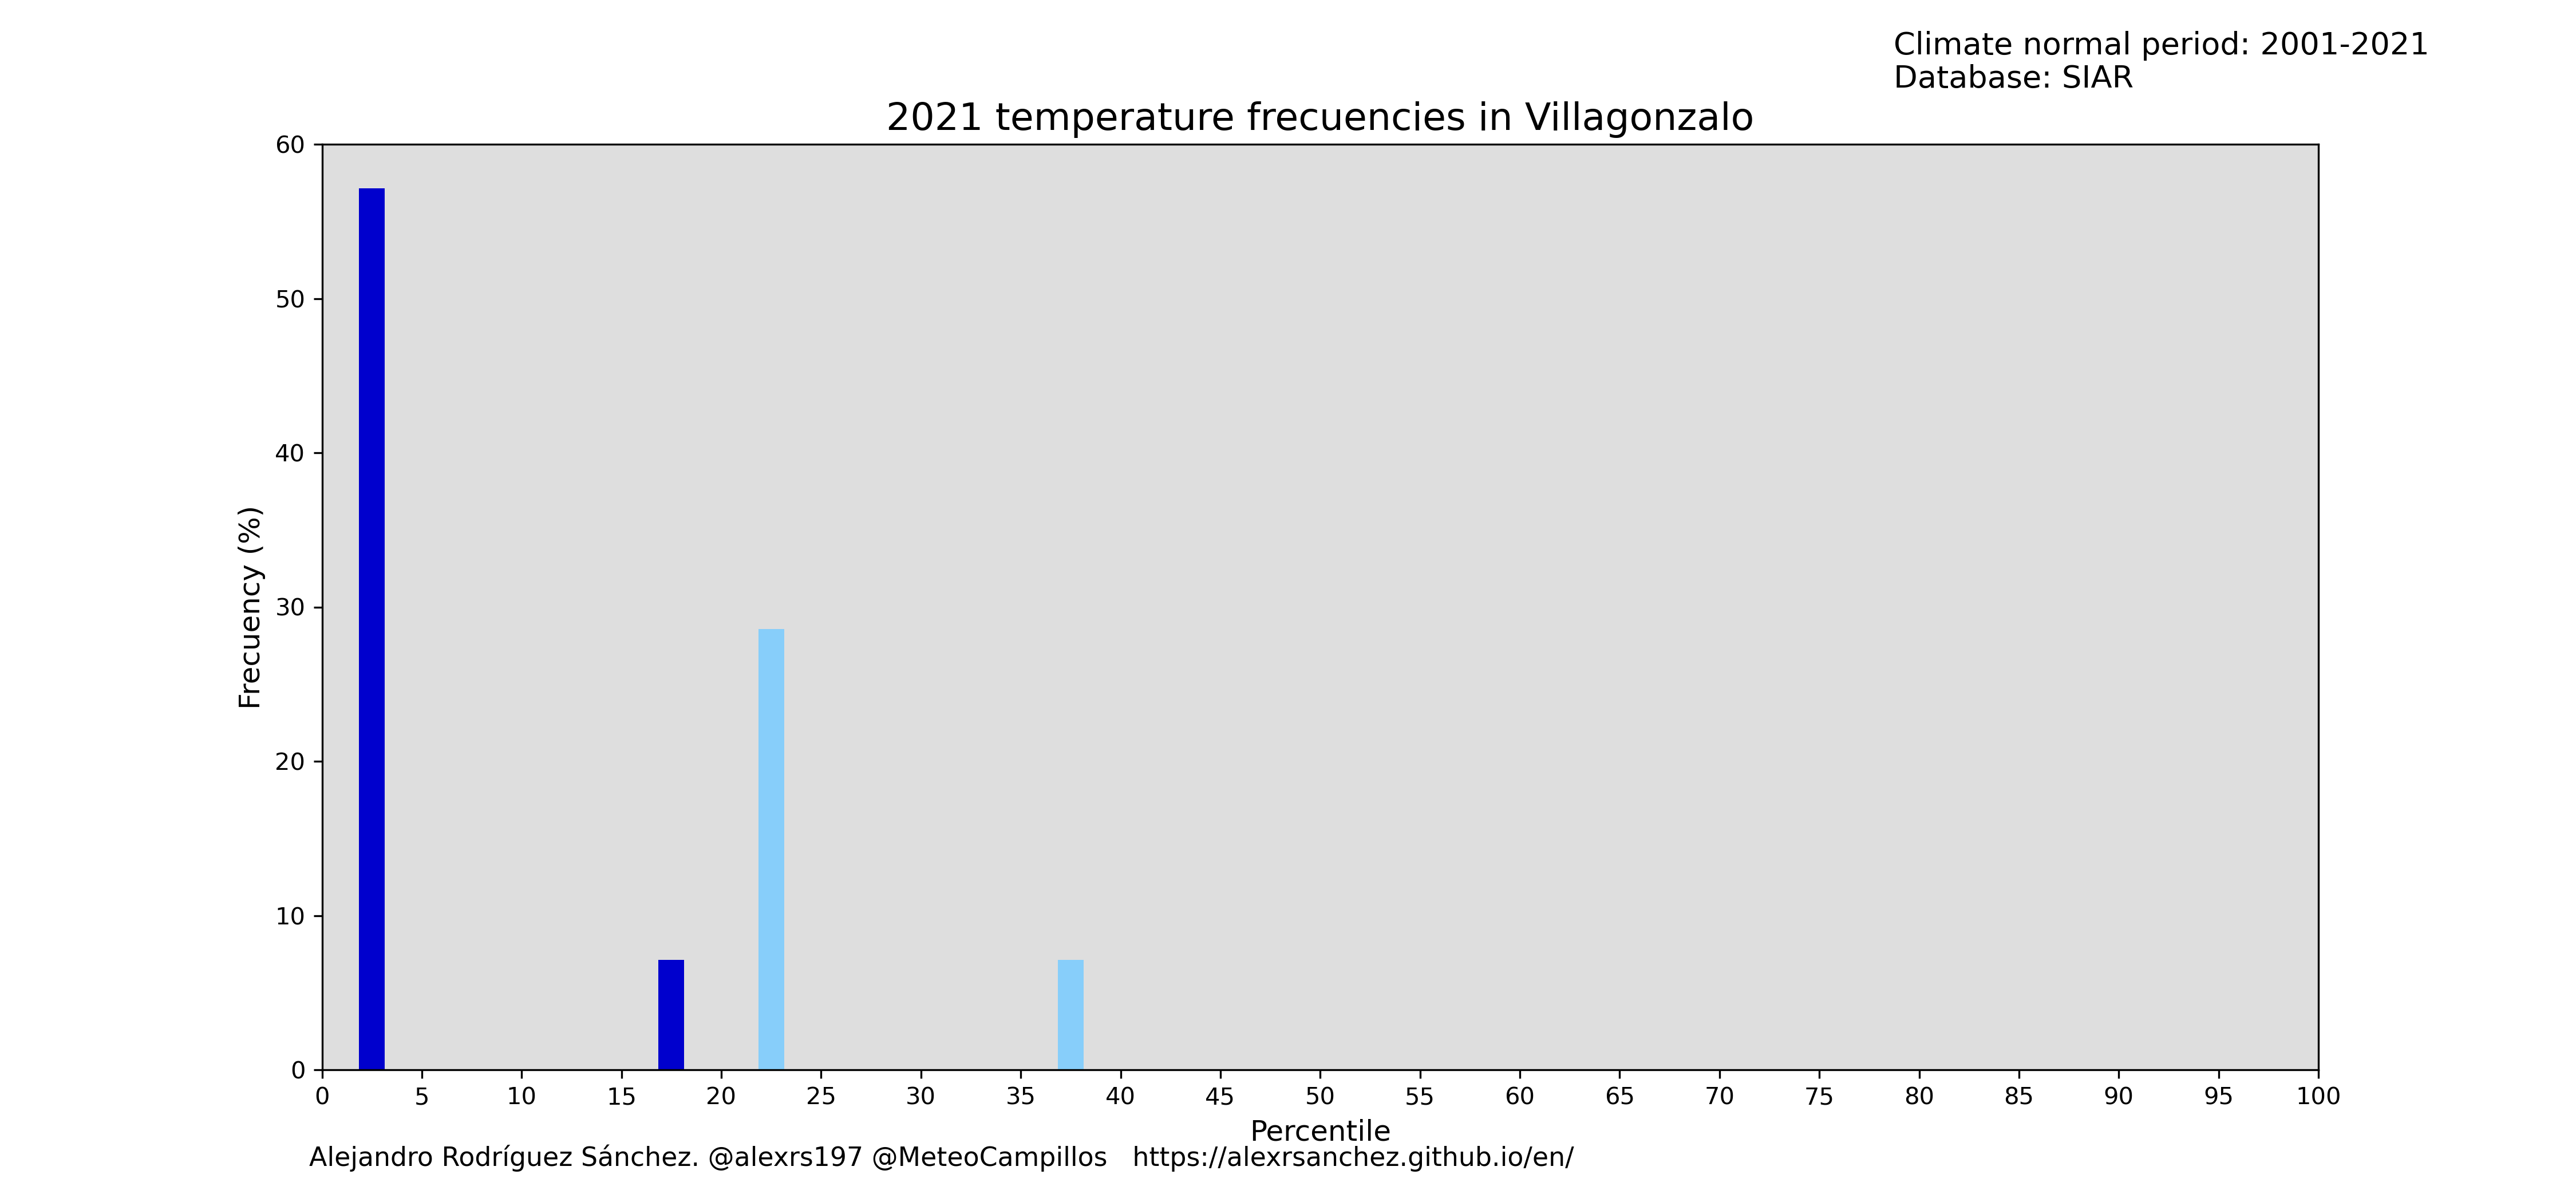 Climate normal period: 2001-2021
Database: SIAR
2021 temperature frecuencies in Villagonzalo
60
50
40
30
20
10
0
Frecuency (%)
0 5 10 15 20 25 30 35 40 45 50 55 60 65 70 75 80 85 90 95 100
Percentile
Alejandro Rodríguez Sánchez. @alexrs197 @MeteoCampillos https://alexrsanchez.github.io/en/